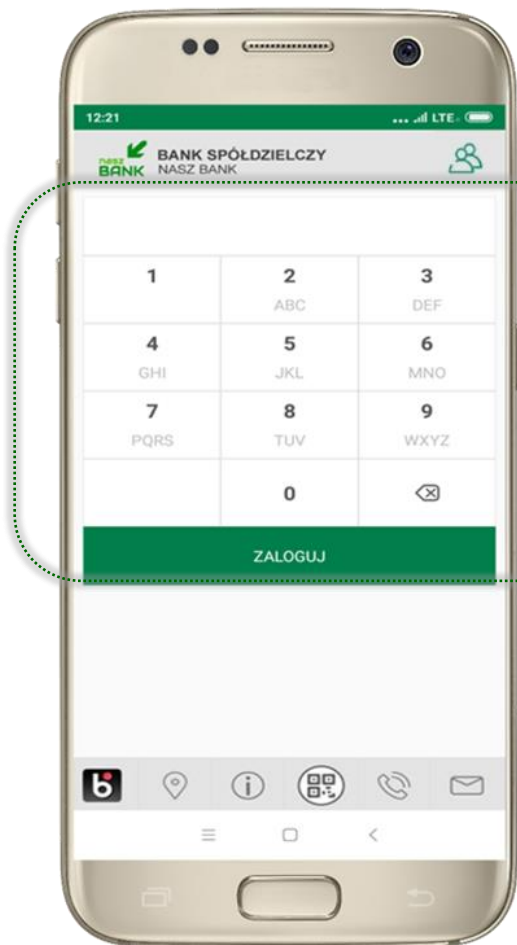 12:21 ... LTE
nasz BANK
BANK SPÓŁDZIELCZY
NASZ BANK
1 2 3
ABC DEF
4 5 6
GHI JKL MNO
7 8 9
PQRS TUV WXYZ
0
ZALOGUJ
b